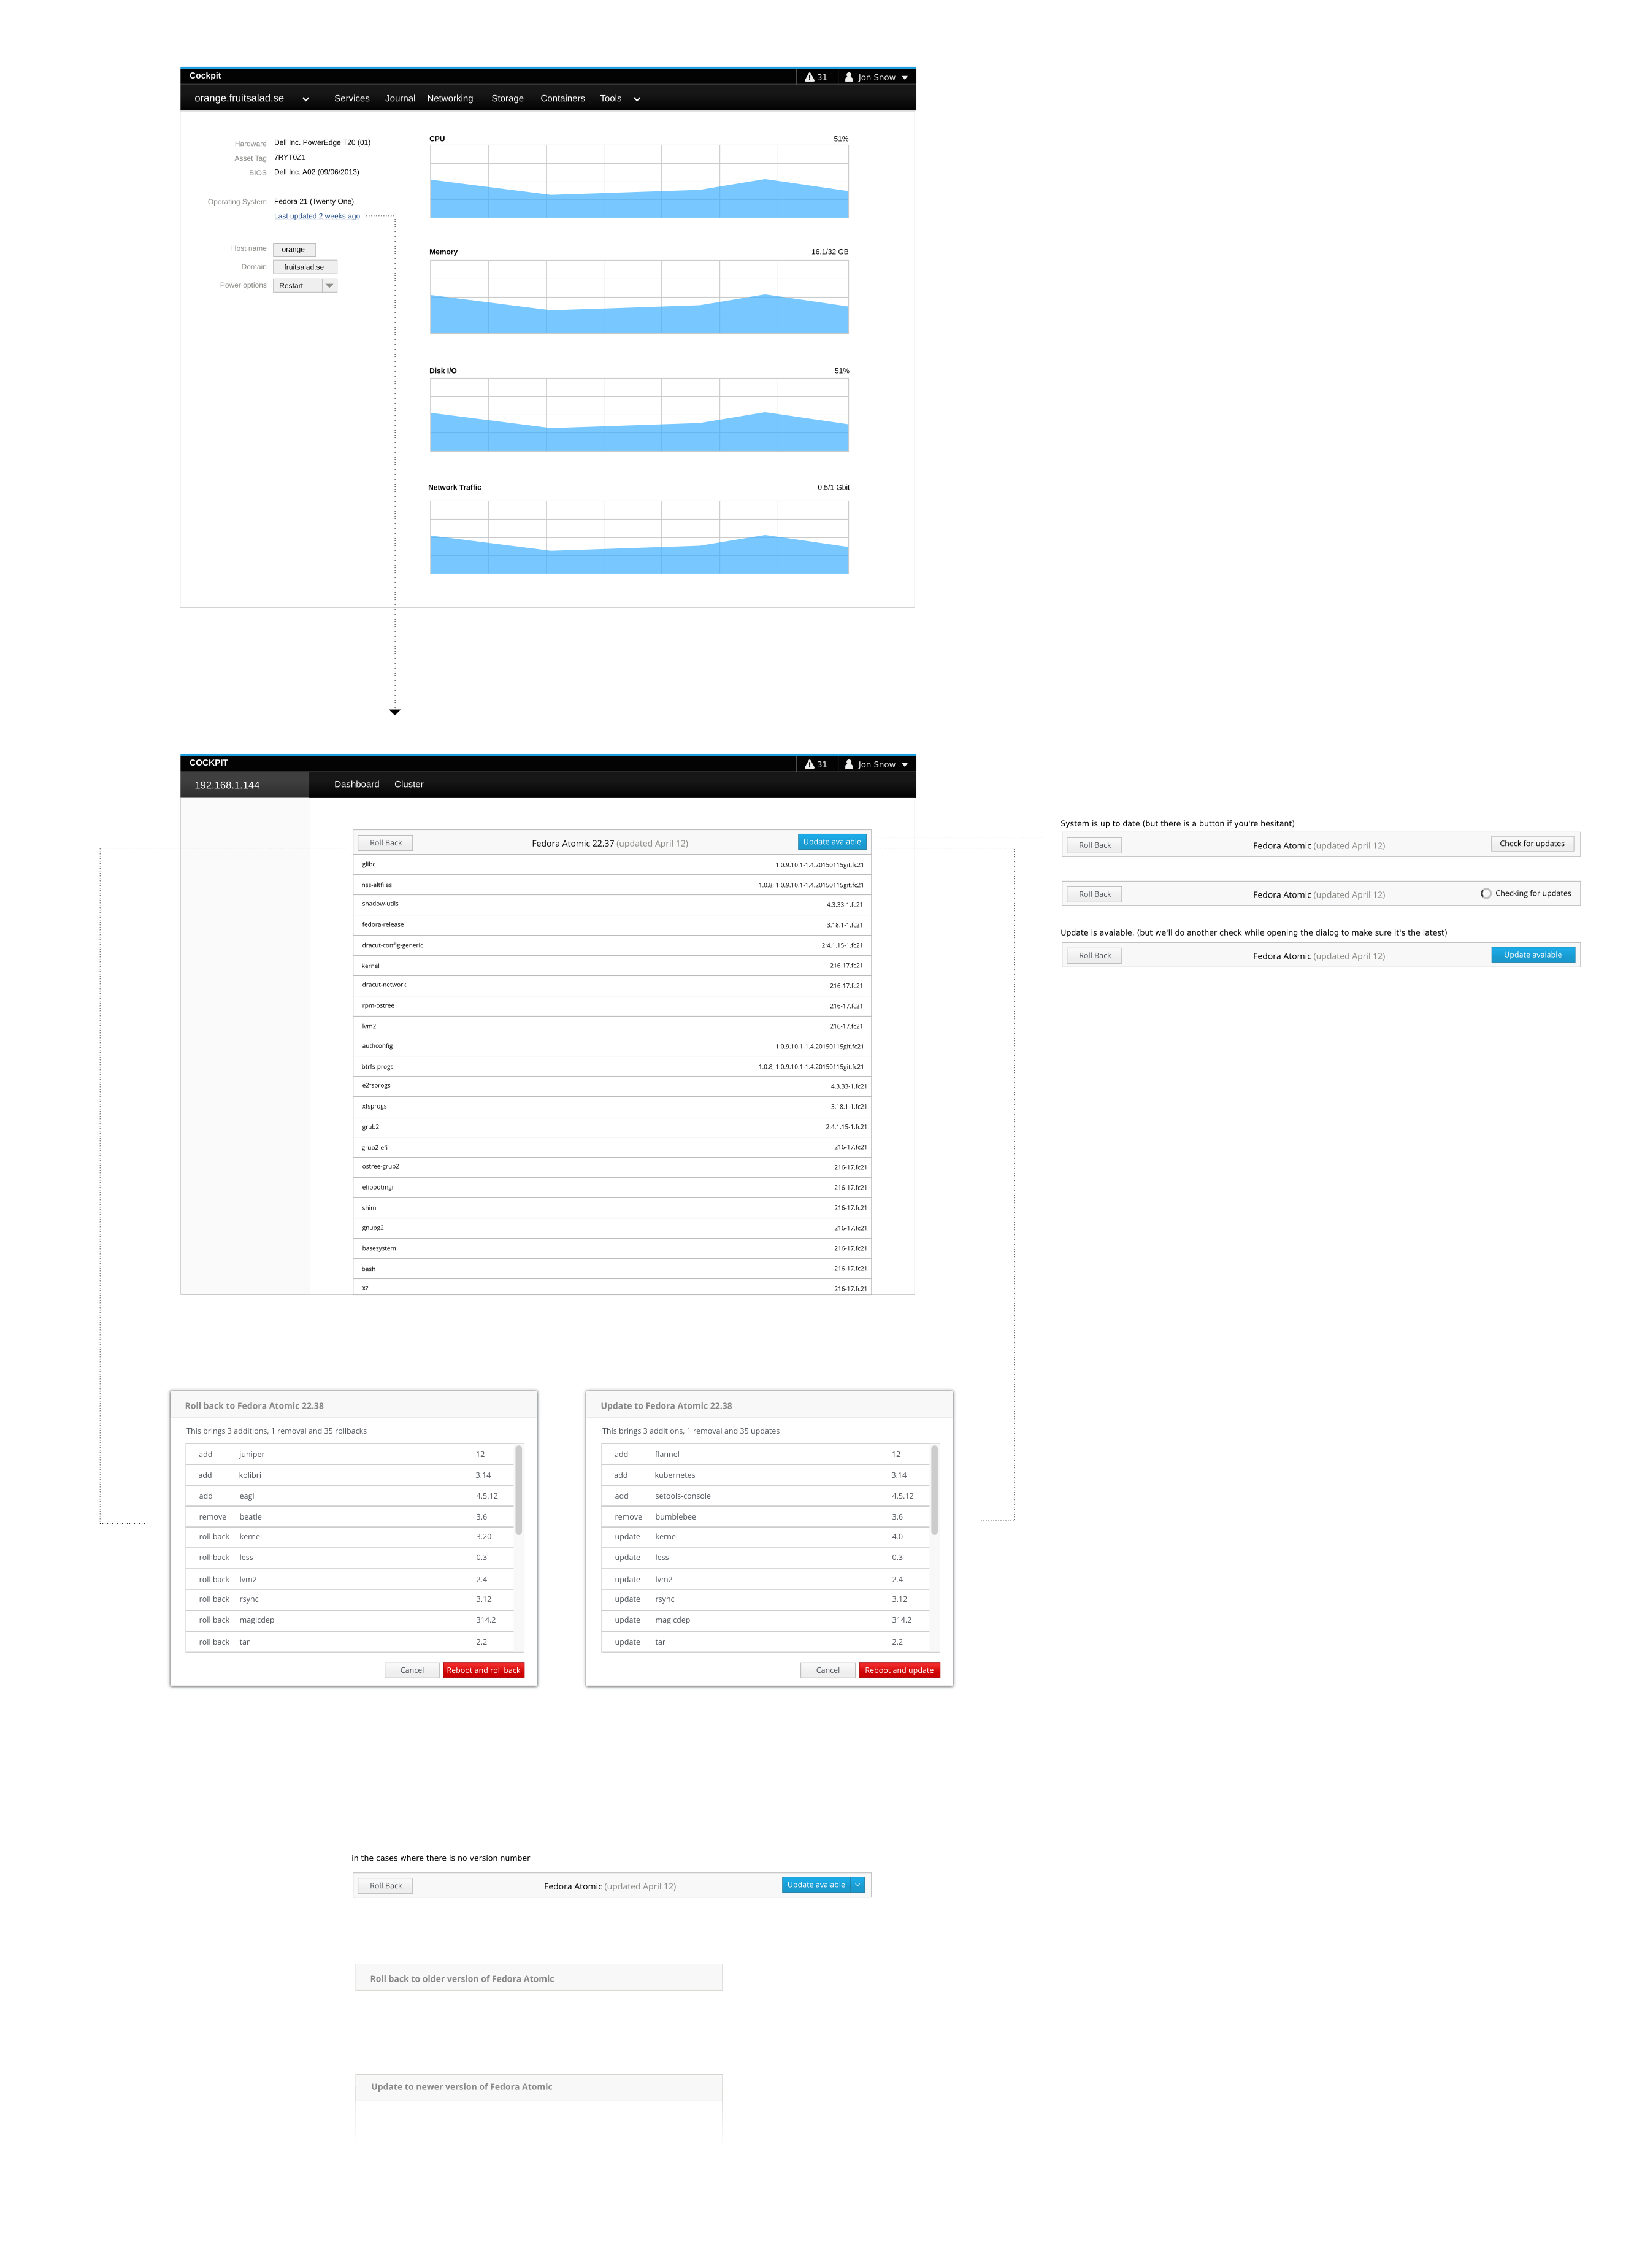 Cockpit
31
Jon Snow
orange.fruitsalad.se Services Journal Networking Storage Containers Tools
Hardware Dell Inc. PowerEdge T20 (01)
Asset Tag 7RYT0Z1
BIOS Dell Inc. A02 (09/06/2013)
Operating System Fedora 21 (Twenty One)
Last updated 2 weeks ago
Host name orange
Domain fruitsalad.se
Power options Restart
CPU 51%
Memory 16.1/32 GB
Disk I/O 51%
Network Traffic 0.5/1 Gbit
COCKPIT
31
Jon Snow
192.168.1.144 Dashboard Cluster
Roll Back Fedora Atomic 22.37 (updated April 12) Update avaiable
glibc 1:0.9.10.1-1.4.20150115git.fc21
nss-altfiles 1.0.8, 1:0.9.10.1-1.4.20150115git.fc21
shadow-utils 4.3.33-1.fc21
fedora-release 3.18.1-1.fc21
dracut-config-generic 2:4.1.15-1.fc21
kernel 216-17.fc21
dracut-network 216-17.fc21
rpm-ostree 216-17.fc21
lvm2 216-17.fc21
authconfig 1:0.9.10.1-1.4.20150115git.fc21
btrfs-progs 1.0.8, 1:0.9.10.1-1.4.20150115git.fc21
e2fsprogs 4.3.33-1.fc21
xfsprogs 3.18.1-1.fc21
grub2 2:4.1.15-1.fc21
grub2-efi 216-17.fc21
ostree-grub2 216-17.fc21
efibootmgr 216-17.fc21
shim 216-17.fc21
gnupg2 216-17.fc21
basesystem 216-17.fc21
bash 216-17.fc21
xz 216-17.fc21
System is up to date (but there is a button if you're hesitant)
Roll Back Fedora Atomic (updated April 12) Check for updates
Roll Back Fedora Atomic (updated April 12) Checking for updates
Update is avaiable, (but we'll do another check while opening the dialog to make sure it's the latest)
Roll Back Fedora Atomic (updated April 12) Update avaiable
Roll back to Fedora Atomic 22.38
This brings 3 additions, 1 removal and 35 rollbacks
add juniper 12
add kolibri 3.14
add eagl 4.5.12
remove beatle 3.6
roll back kernel 3.20
roll back less 0.3
roll back lvm2 2.4
roll back rsync 3.12
roll back magicdep 314.2
roll back tar 2.2
Cancel Reboot and roll back
Update to Fedora Atomic 22.38
This brings 3 additions, 1 removal and 35 updates
add flannel 12
add kubernetes 3.14
add setools-console 4.5.12
remove bumblebee 3.6
update kernel 4.0
update less 0.3
update lvm2 2.4
update rsync 3.12
update magicdep 314.2
update tar 2.2
Cancel Reboot and update
in the cases where there is no version number
Roll Back Fedora Atomic (updated April 12) Update avaiable
Roll back to older version of Fedora Atomic
Update to newer version of Fedora Atomic